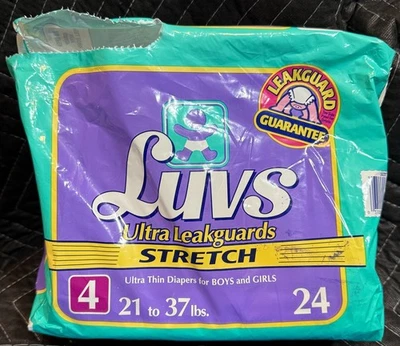 LEAKGUARD
GUARANTEE
Luvs
Ultra Leakguards
STRETCH
Ultra Thin Diapers for BOYS and GIRLS
4 21 to 37 lbs. 24